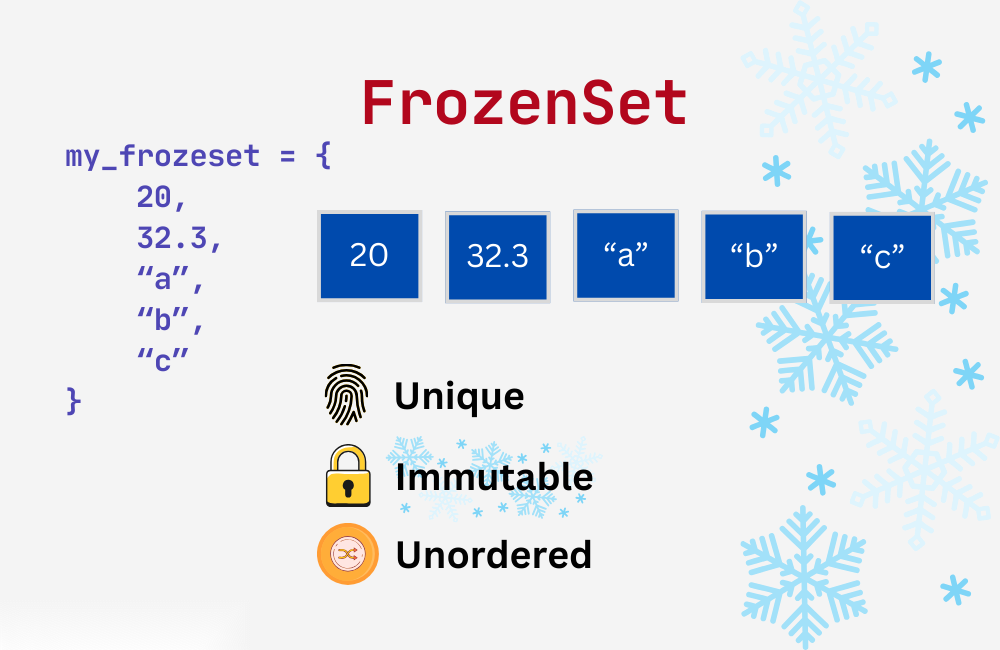 FrozenSet
my_frozeset = {
20,
32.3,
“a”,
“b”,
“c”
}
20
32.3
“a”
“b”
“c”
Unique
Immutable
Unordered